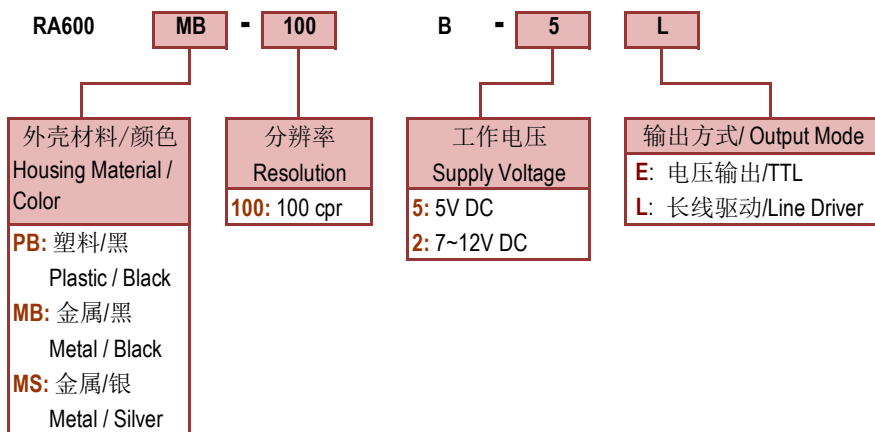 RA600 MB - 100 B - 5 L
外壳材料/颜色
Housing Material /
Color
PB: 塑料/黑
Plastic / Black
MB: 金属/黑
Metal / Black
MS: 金属/银
Metal / Silver
分辨率
Resolution
100: 100 cpr
工作电压
Supply Voltage
5: 5V DC
2: 7~12V DC
输出方式/ Output Mode
E: 电压输出/TTL
L: 长线驱动/Line Driver